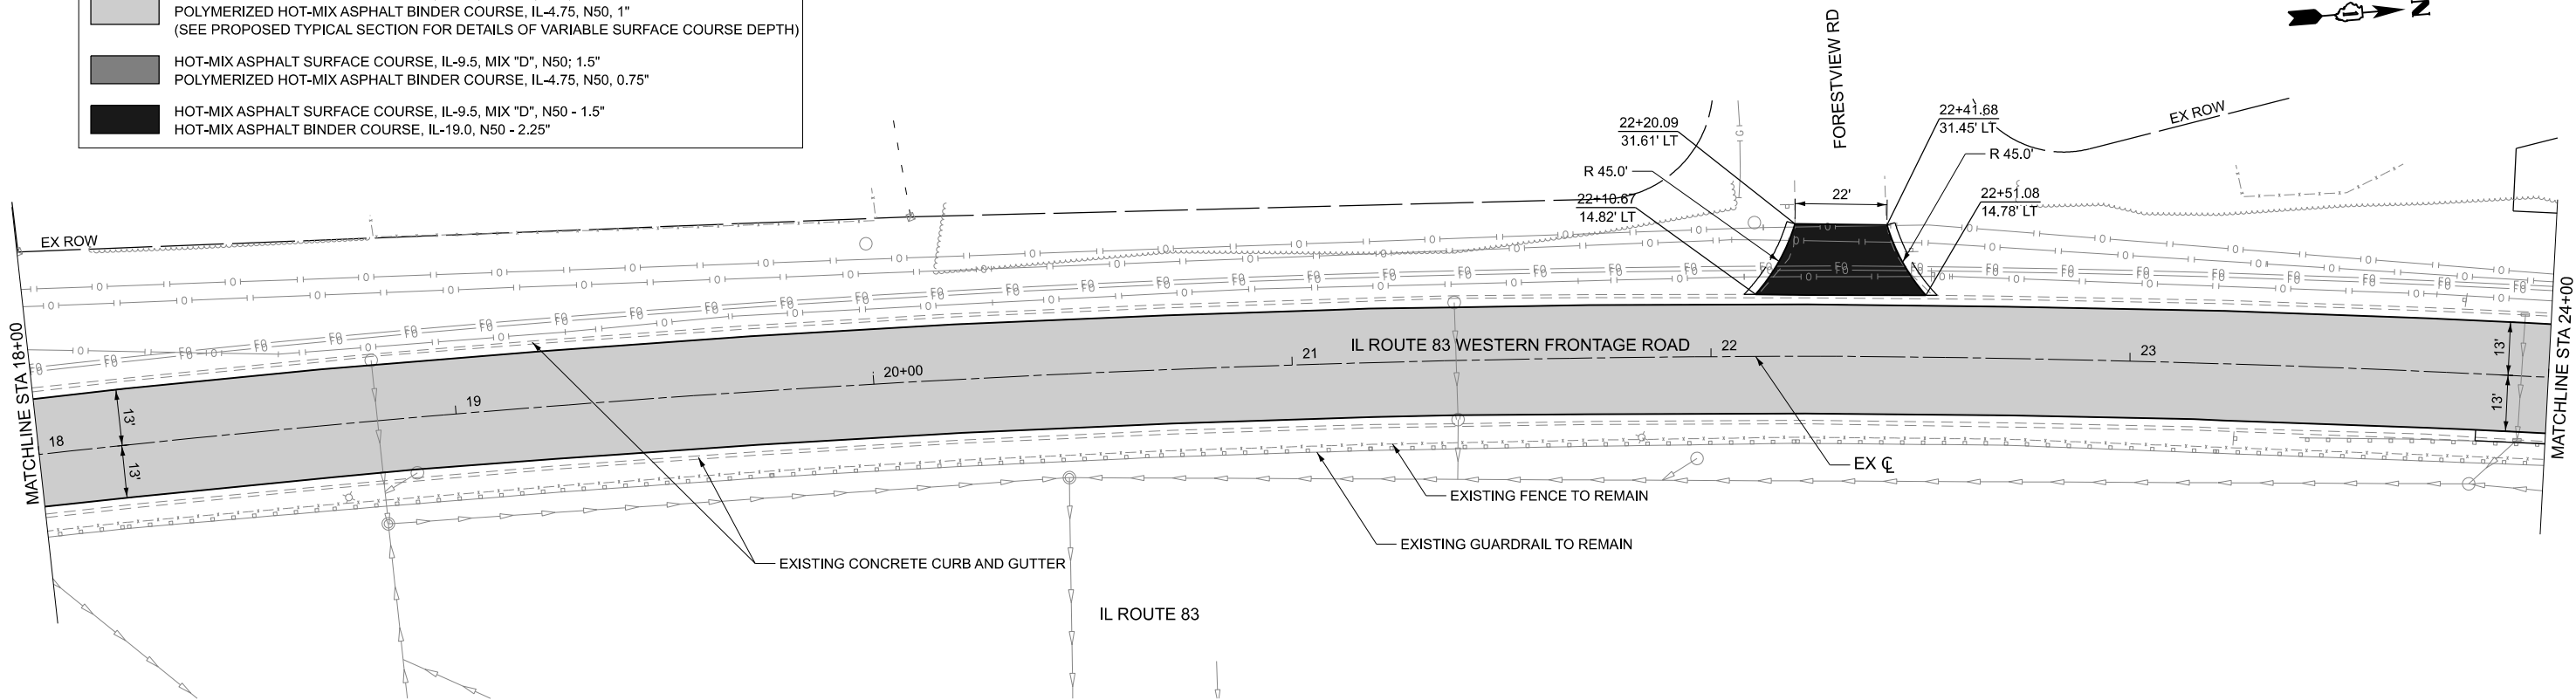 POLYMERIZED HOT-MIX ASPHALT BINDER COURSE, IL-4.75, N50, 1"
(SEE PROPOSED TYPICAL SECTION FOR DETAILS OF VARIABLE SURFACE COURSE DEPTH)
HOT-MIX ASPHALT SURFACE COURSE, IL-9.5, MIX "D", N50; 1.5"
POLYMERIZED HOT-MIX ASPHALT BINDER COURSE, IL-4.75, N50, 0.75"
HOT-MIX ASPHALT SURFACE COURSE, IL-9.5, MIX "D", N50 - 1.5"
HOT-MIX ASPHALT BINDER COURSE, IL-19.0, N50 - 2.25"
N
FORESTVIEW RD
22+20.09
31.61' LT
22+41.68
31.45' LT
EX ROW
R 45.0'
R 45.0'
22+10.67
14.82' LT
22'
22+51.08
14.78' LT
EX ROW
MATCHLINE STA 18+00
MATCHLINE STA 24+00
IL ROUTE 83 WESTERN FRONTAGE ROAD
18
19
20+00
21
22
23
13'
13'
13'
13'
EX CL
EXISTING FENCE TO REMAIN
EXISTING GUARDRAIL TO REMAIN
EXISTING CONCRETE CURB AND GUTTER
IL ROUTE 83